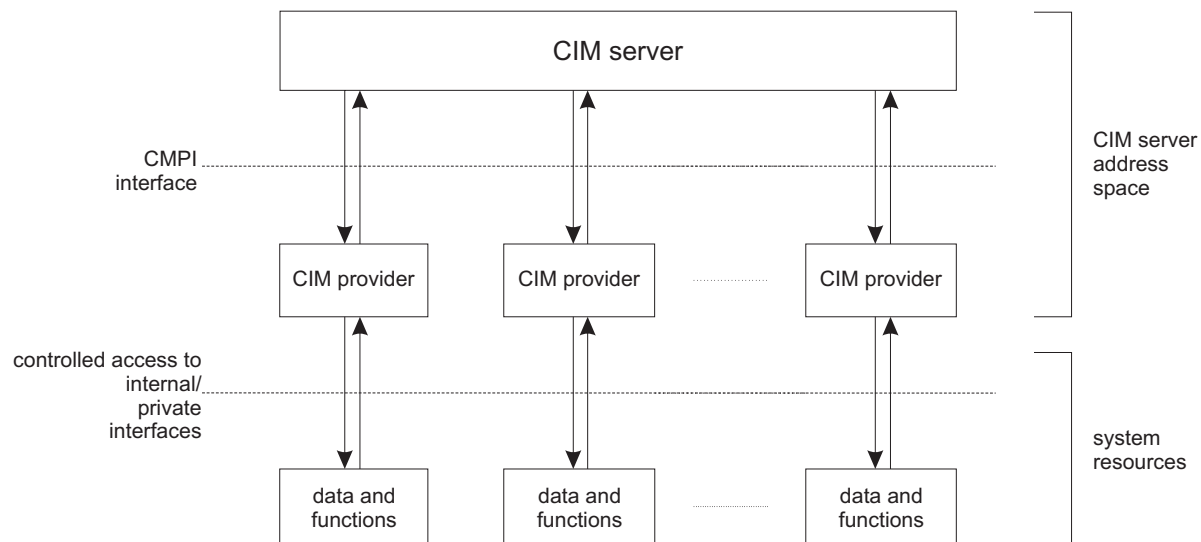 CIM server
CMPI
interface
CIM server
address
space
CIM provider
CIM provider
CIM provider
controlled access to
internal/
private
interfaces
system
resources
data and
functions
data and
functions
data and
functions